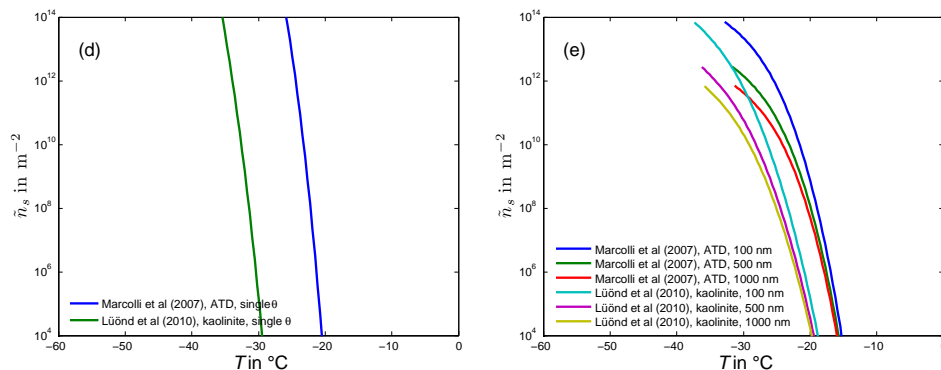 (d)
10^14
10^12
10^10
10^8
10^6
10^4
ñ_s in m^−2
Marcolli et al (2007), ATD, single θ
Lüönd et al (2010), kaolinite, single θ
−60 −50 −40 −30 −20 −10 0
T in °C
(e)
10^14
10^12
10^10
10^8
10^6
10^4
ñ_s in m^−2
Marcolli et al (2007), ATD, 100 nm
Marcolli et al (2007), ATD, 500 nm
Marcolli et al (2007), ATD, 1000 nm
Lüönd et al (2010), kaolinite, 100 nm
Lüönd et al (2010), kaolinite, 500 nm
Lüönd et al (2010), kaolinite, 1000 nm
−60 −50 −40 −30 −20 −10
T in °C